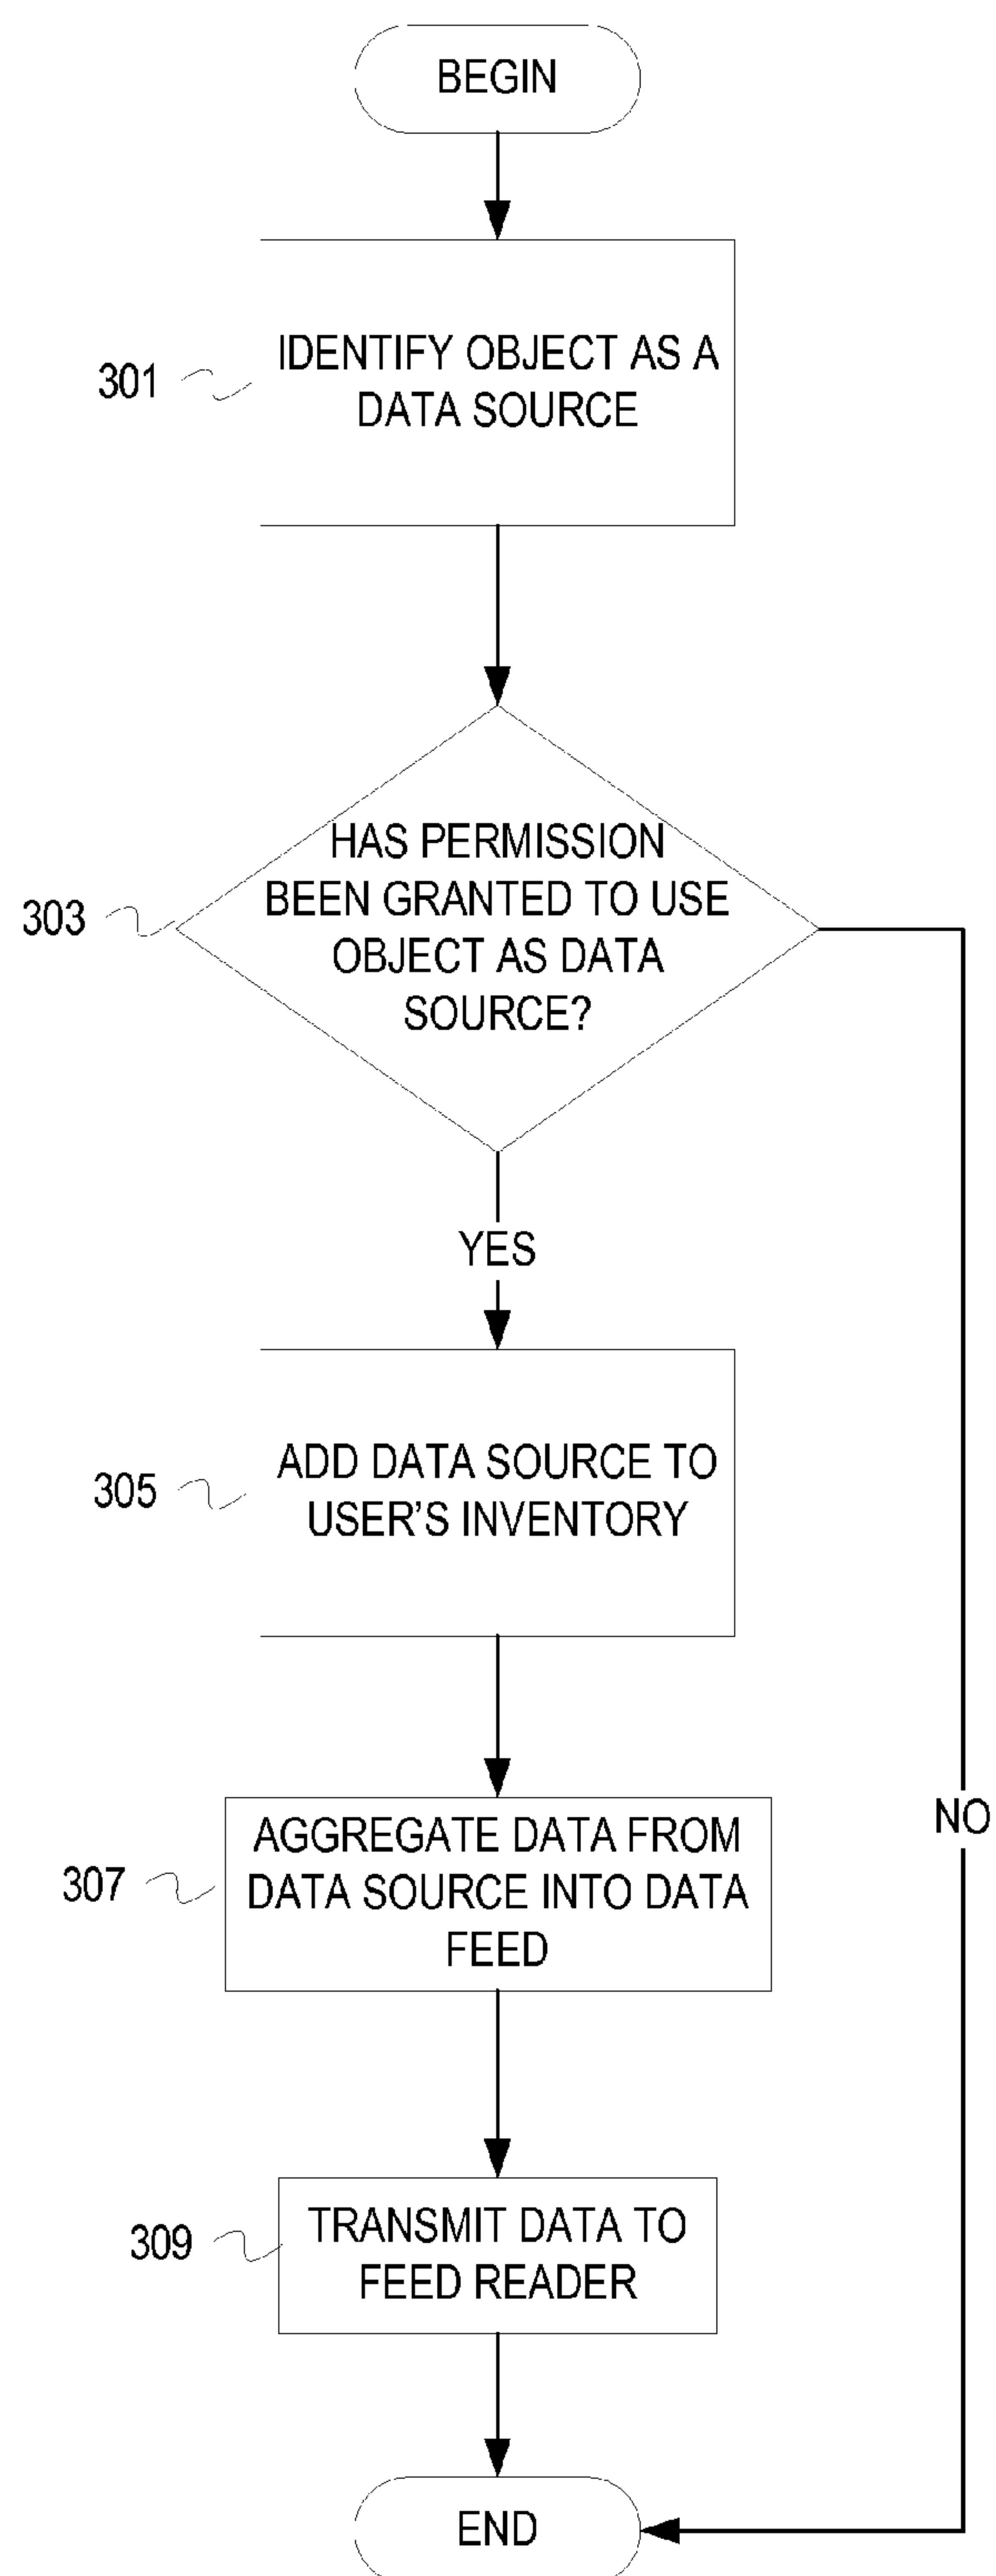 BEGIN
301
IDENTIFY OBJECT AS A
DATA SOURCE
303
HAS PERMISSION
BEEN GRANTED TO USE
OBJECT AS DATA
SOURCE?
YES
305
ADD DATA SOURCE TO
USER'S INVENTORY
NO
307
AGGREGATE DATA FROM
DATA SOURCE INTO DATA
FEED
309
TRANSMIT DATA TO
FEED READER
END